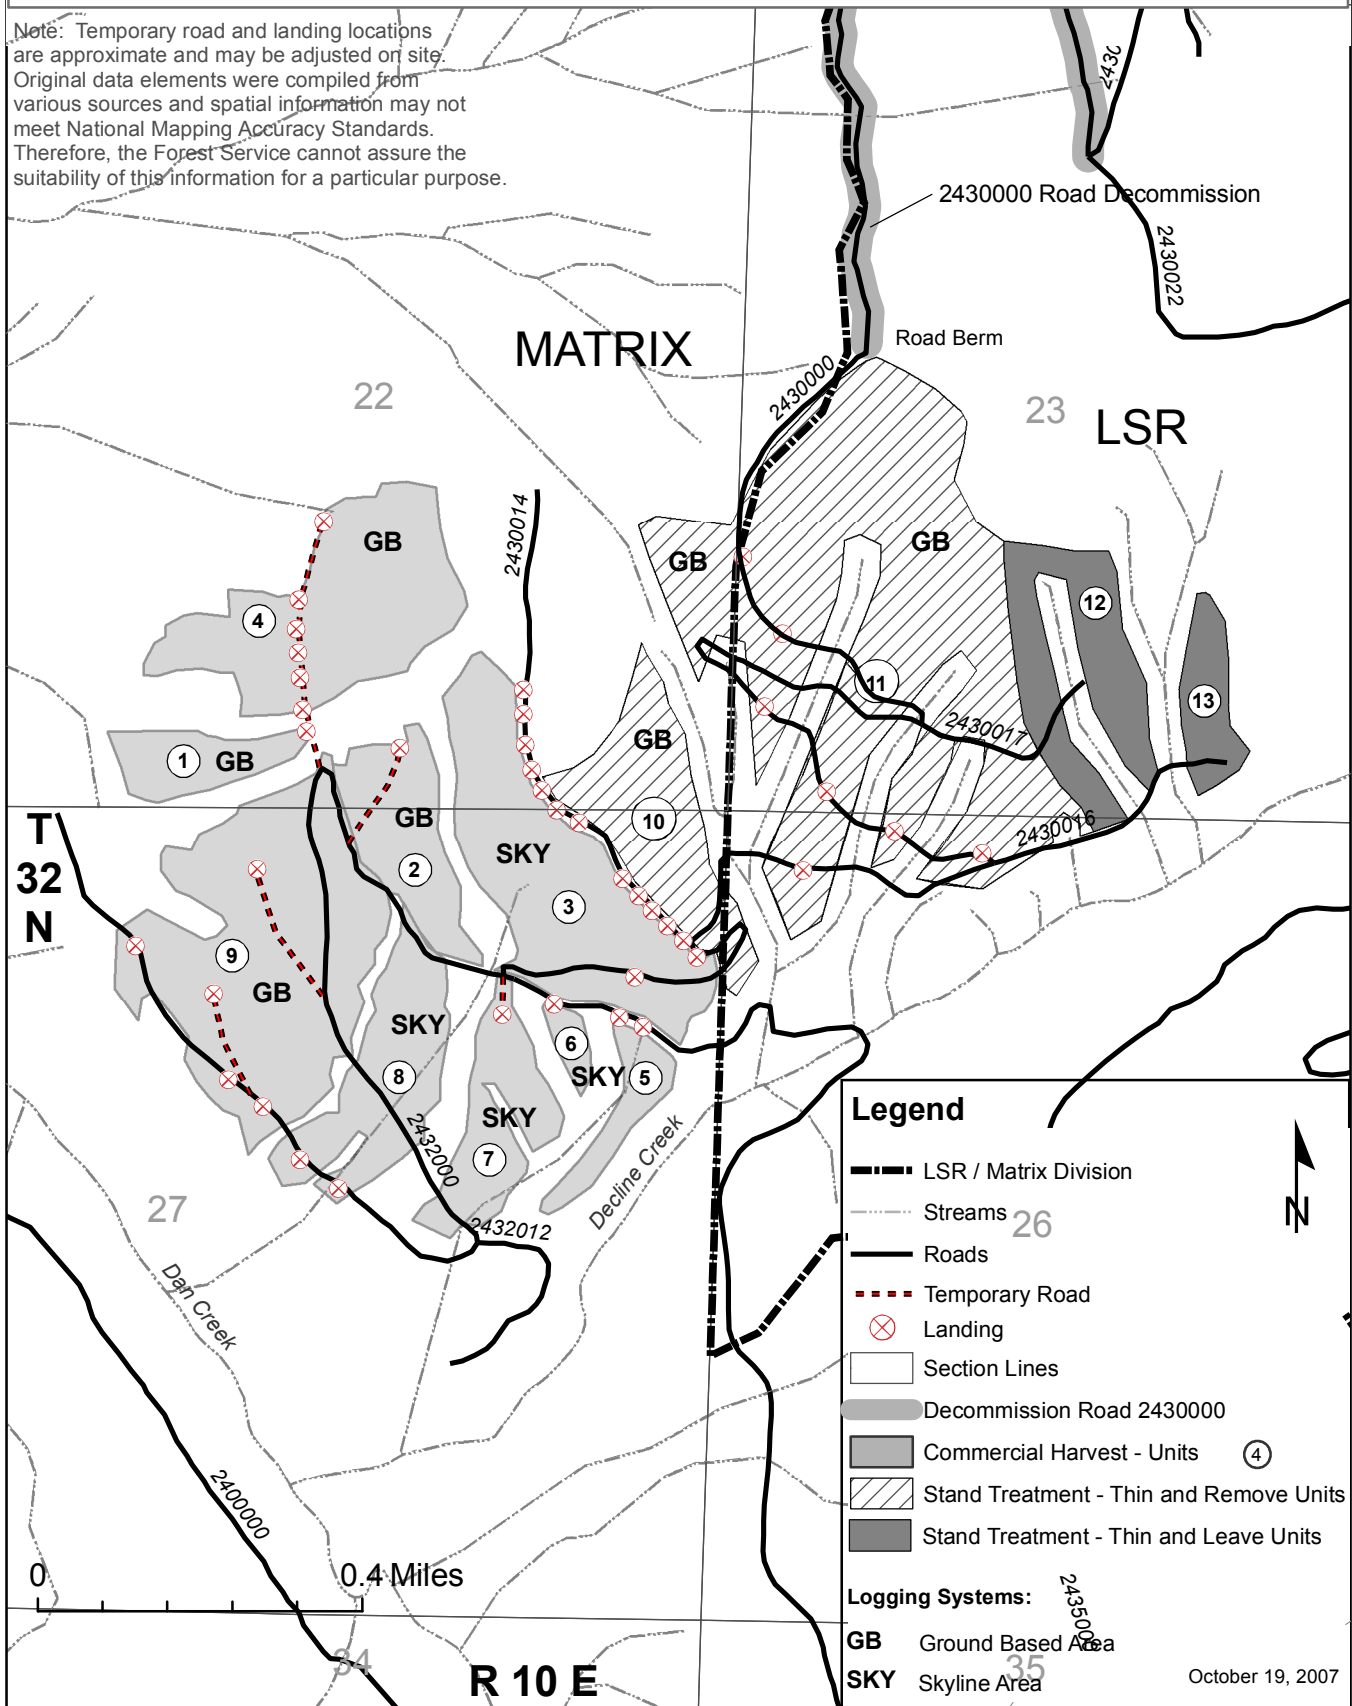 Note: Temporary road and landing locations
are approximate and may be adjusted on site.
Original data elements were compiled from
various sources and spatial information may not
meet National Mapping Accuracy Standards.
Therefore, the Forest Service cannot assure the
suitability of this information for a particular purpose.
2430
2430000 Road Decommission
2430022
Road Berm
MATRIX
2430000
22
23
LSR
2430014
GB
GB
GB
4
12
11
13
2430017
GB
1
GB
GB
10
2430016
T
32
N
SKY
2
3
9
GB
SKY
6
SKY
5
8
SKY
7
2432000
Decline Creek
27
2432012
Dan Creek
2400000
0
0.4 Miles
34
R 10 E
Legend
N
LSR / Matrix Division
Streams
26
Roads
Temporary Road
Landing
Section Lines
Decommission Road 2430000
Commercial Harvest - Units
4
Stand Treatment - Thin and Remove Units
Stand Treatment - Thin and Leave Units
Logging Systems:
GB Ground Based Area
SKY Skyline Area
35
October 19, 2007